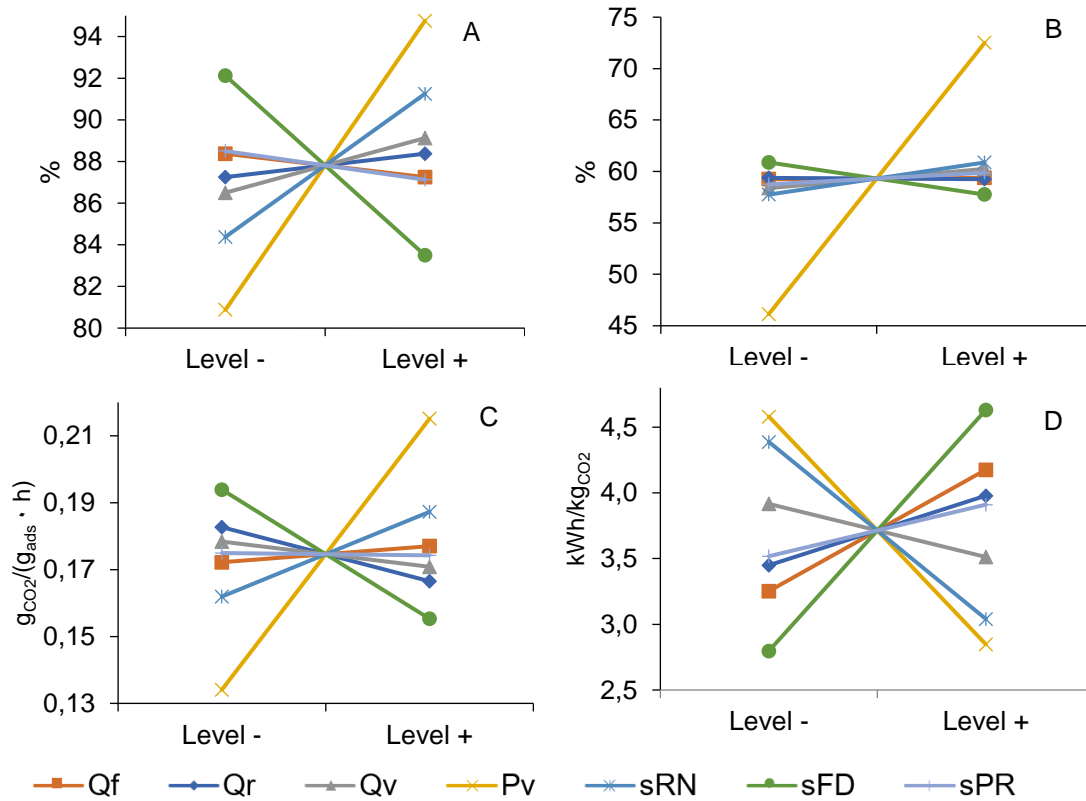 A
%
94
92
90
88
86
84
82
80
Level -
Level +
B
%
75
70
65
60
55
50
45
Level -
Level +
C
gCO2/(gads · h)
0,21
0,19
0,17
0,15
0,13
Level -
Level +
D
kWh/kgCO2
4,5
4,0
3,5
3,0
2,5
Level -
Level +
Qf Qr Qv Pv sRN sFD sPR